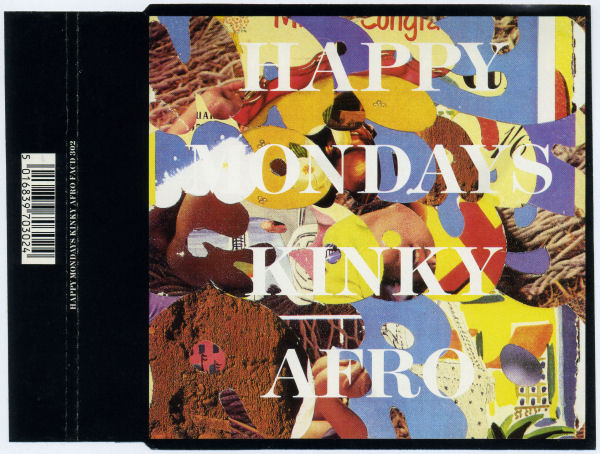 5 016839 703024
HAPPY MONDAYS KINKY AFRO FACD 302
HAPPY
MONDAYS
KINKY
AFRO